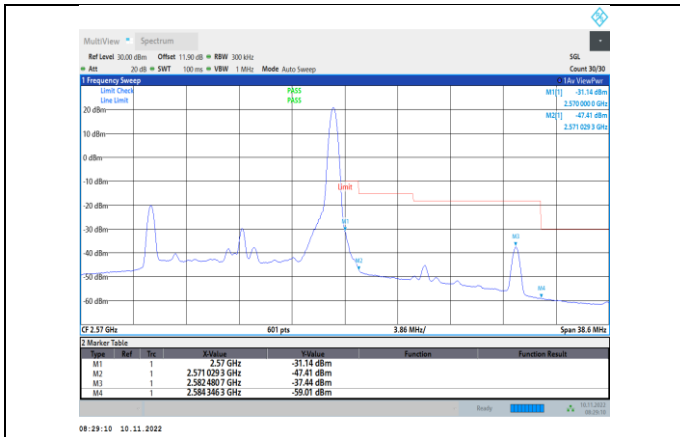 MultiView Spectrum
Ref Level 30.00 dBm Offset 11.90 dB RBW 300 kHz SGL
Att 20 dB SWT 100 ms VBW 1 MHz Mode Auto Sweep Count 30/30
1 Frequency Sweep 1Av ViewPwr
Limit Check PASS M1[1] -31.14 dBm
Line Limit PASS 2.570 000 0 GHz
M2[1] -47.41 dBm
2.571 029 3 GHz
20 dBm
10 dBm
0 dBm
-10 dBm
Limit
-20 dBm
-30 dBm
M1
M3
-40 dBm
M2
-50 dBm
M4
-60 dBm
CF 2.57 GHz 601 pts 3.86 MHz/ Span 38.6 MHz
2 Marker Table
Type Ref Trc X-Value Y-Value Function Function Result
M1 1 2.57 GHz -31.14 dBm
M2 1 2.571 029 3 GHz -47.41 dBm
M3 1 2.582 480 7 GHz -37.44 dBm
M4 1 2.584 346 3 GHz -59.01 dBm
Ready 10.11.2022
08:29:10
08:29:10 10.11.2022